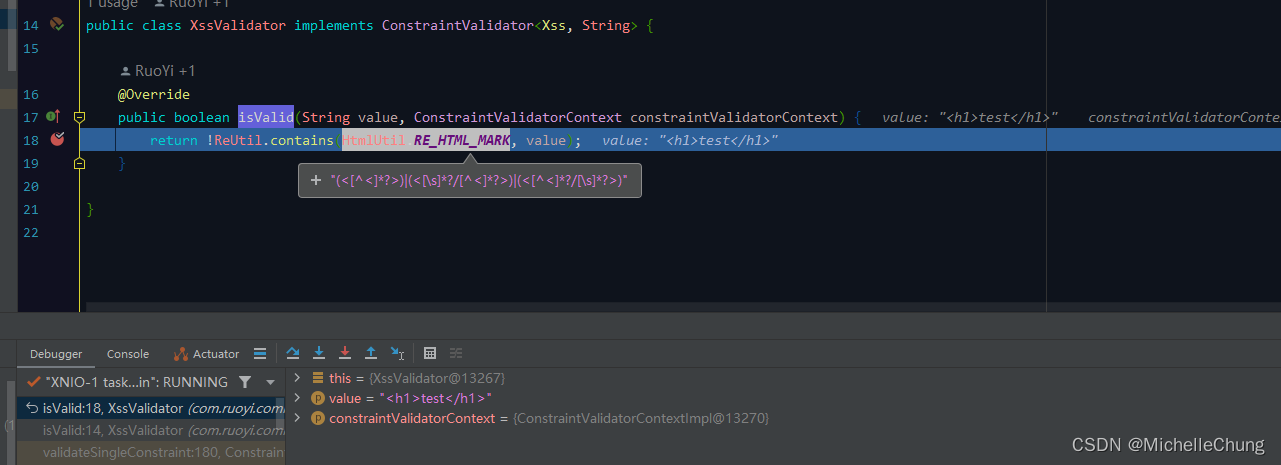 1 usage RuoYi +1
14 public class XssValidator implements ConstraintValidator<Xss, String> {
15
RuoYi +1
16 @Override
17 public boolean isValid(String value, ConstraintValidatorContext constraintValidatorContext) { value: "<h1>test</h1>" constraintValidatorConte
18 return !ReUtil.contains(HtmlUtil.RE_HTML_MARK, value); value: "<h1>test</h1>"
19 }
+ "(<[^<]*?>)|(<[\s]*?/[^<]*?>)|(<[^<]*?/[\s]*?>)"
20
21 }
22
Debugger Console Actuator
"XNIO-1 task...in": RUNNING
this = {XssValidator@13267}
isValid:18, XssValidator (com.ruoyi.com
value = "<h1>test</h1>"
isValid:14, XssValidator (com.ruoyi.com
constraintValidatorContext = {ConstraintValidatorContextImpl@13270}
validateSingleConstraint:180, Constrain
CSDN @MichelleChung